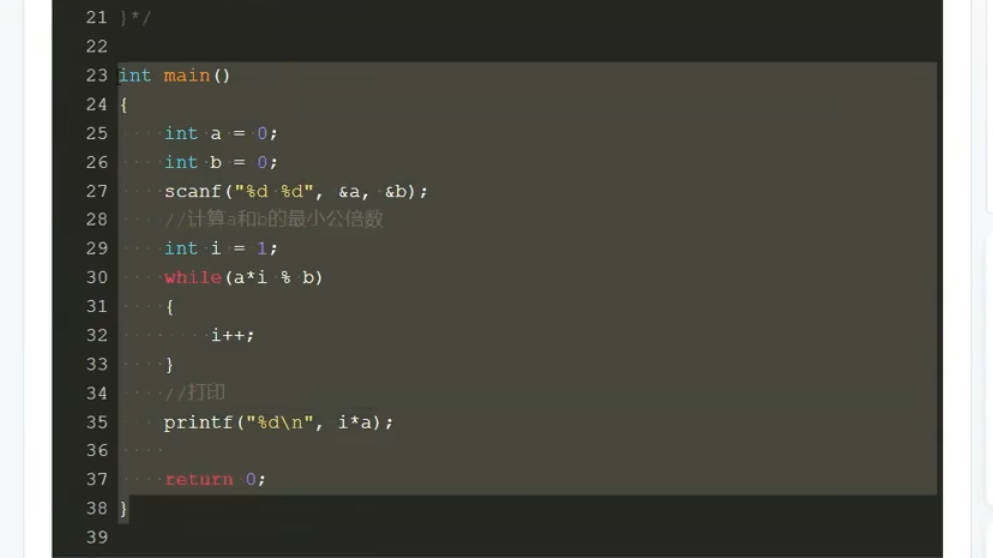 21 }*/
22
23 int main()
24 {
25 int a = 0;
26 int b = 0;
27 scanf("%d %d", &a, &b);
28 //计算a和b的最小公倍数
29 int i = 1;
30 while(a*i % b)
31 {
32 i++;
33 }
34 //打印
35 printf("%d\n", i*a);
36
37 return 0;
38 }
39